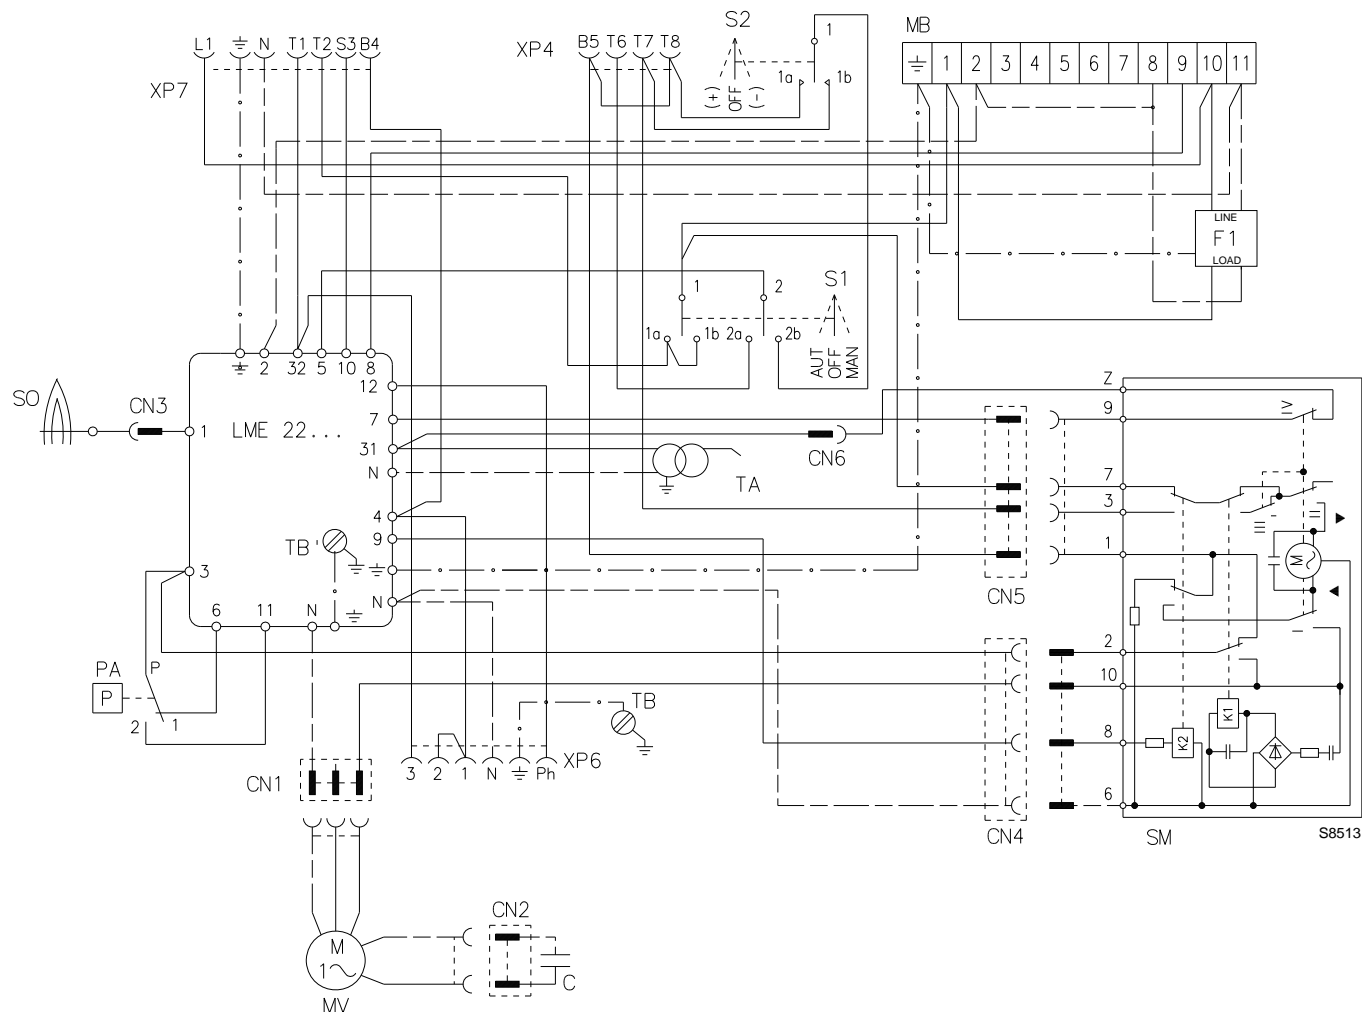 S2
MB
XP4
B5 T6 T7 T8
1
1a
1b
(+)
OFF
(-)
L1 N T1 T2 S3 B4
XP7
1 2 3 4 5 6 7 8 9 10 11
LINE
F1
LOAD
1
2
S1
1a
1b
2a
2b
AUT
OFF
MAN
2 32 5 10 8
12
SO
CN3
1
LME 22...
7
31
N
4
9
N
TA
CN6
Z
9
7
3
1
IV
III
II
M
I
TB'
3
6 11 N
CN5
PA
P
P
2
1
2
10
8
6
K1
K2
TB
3 2 1 N Ph
XP6
CN1
CN4
SM
S8513
CN2
M
1
C
MV